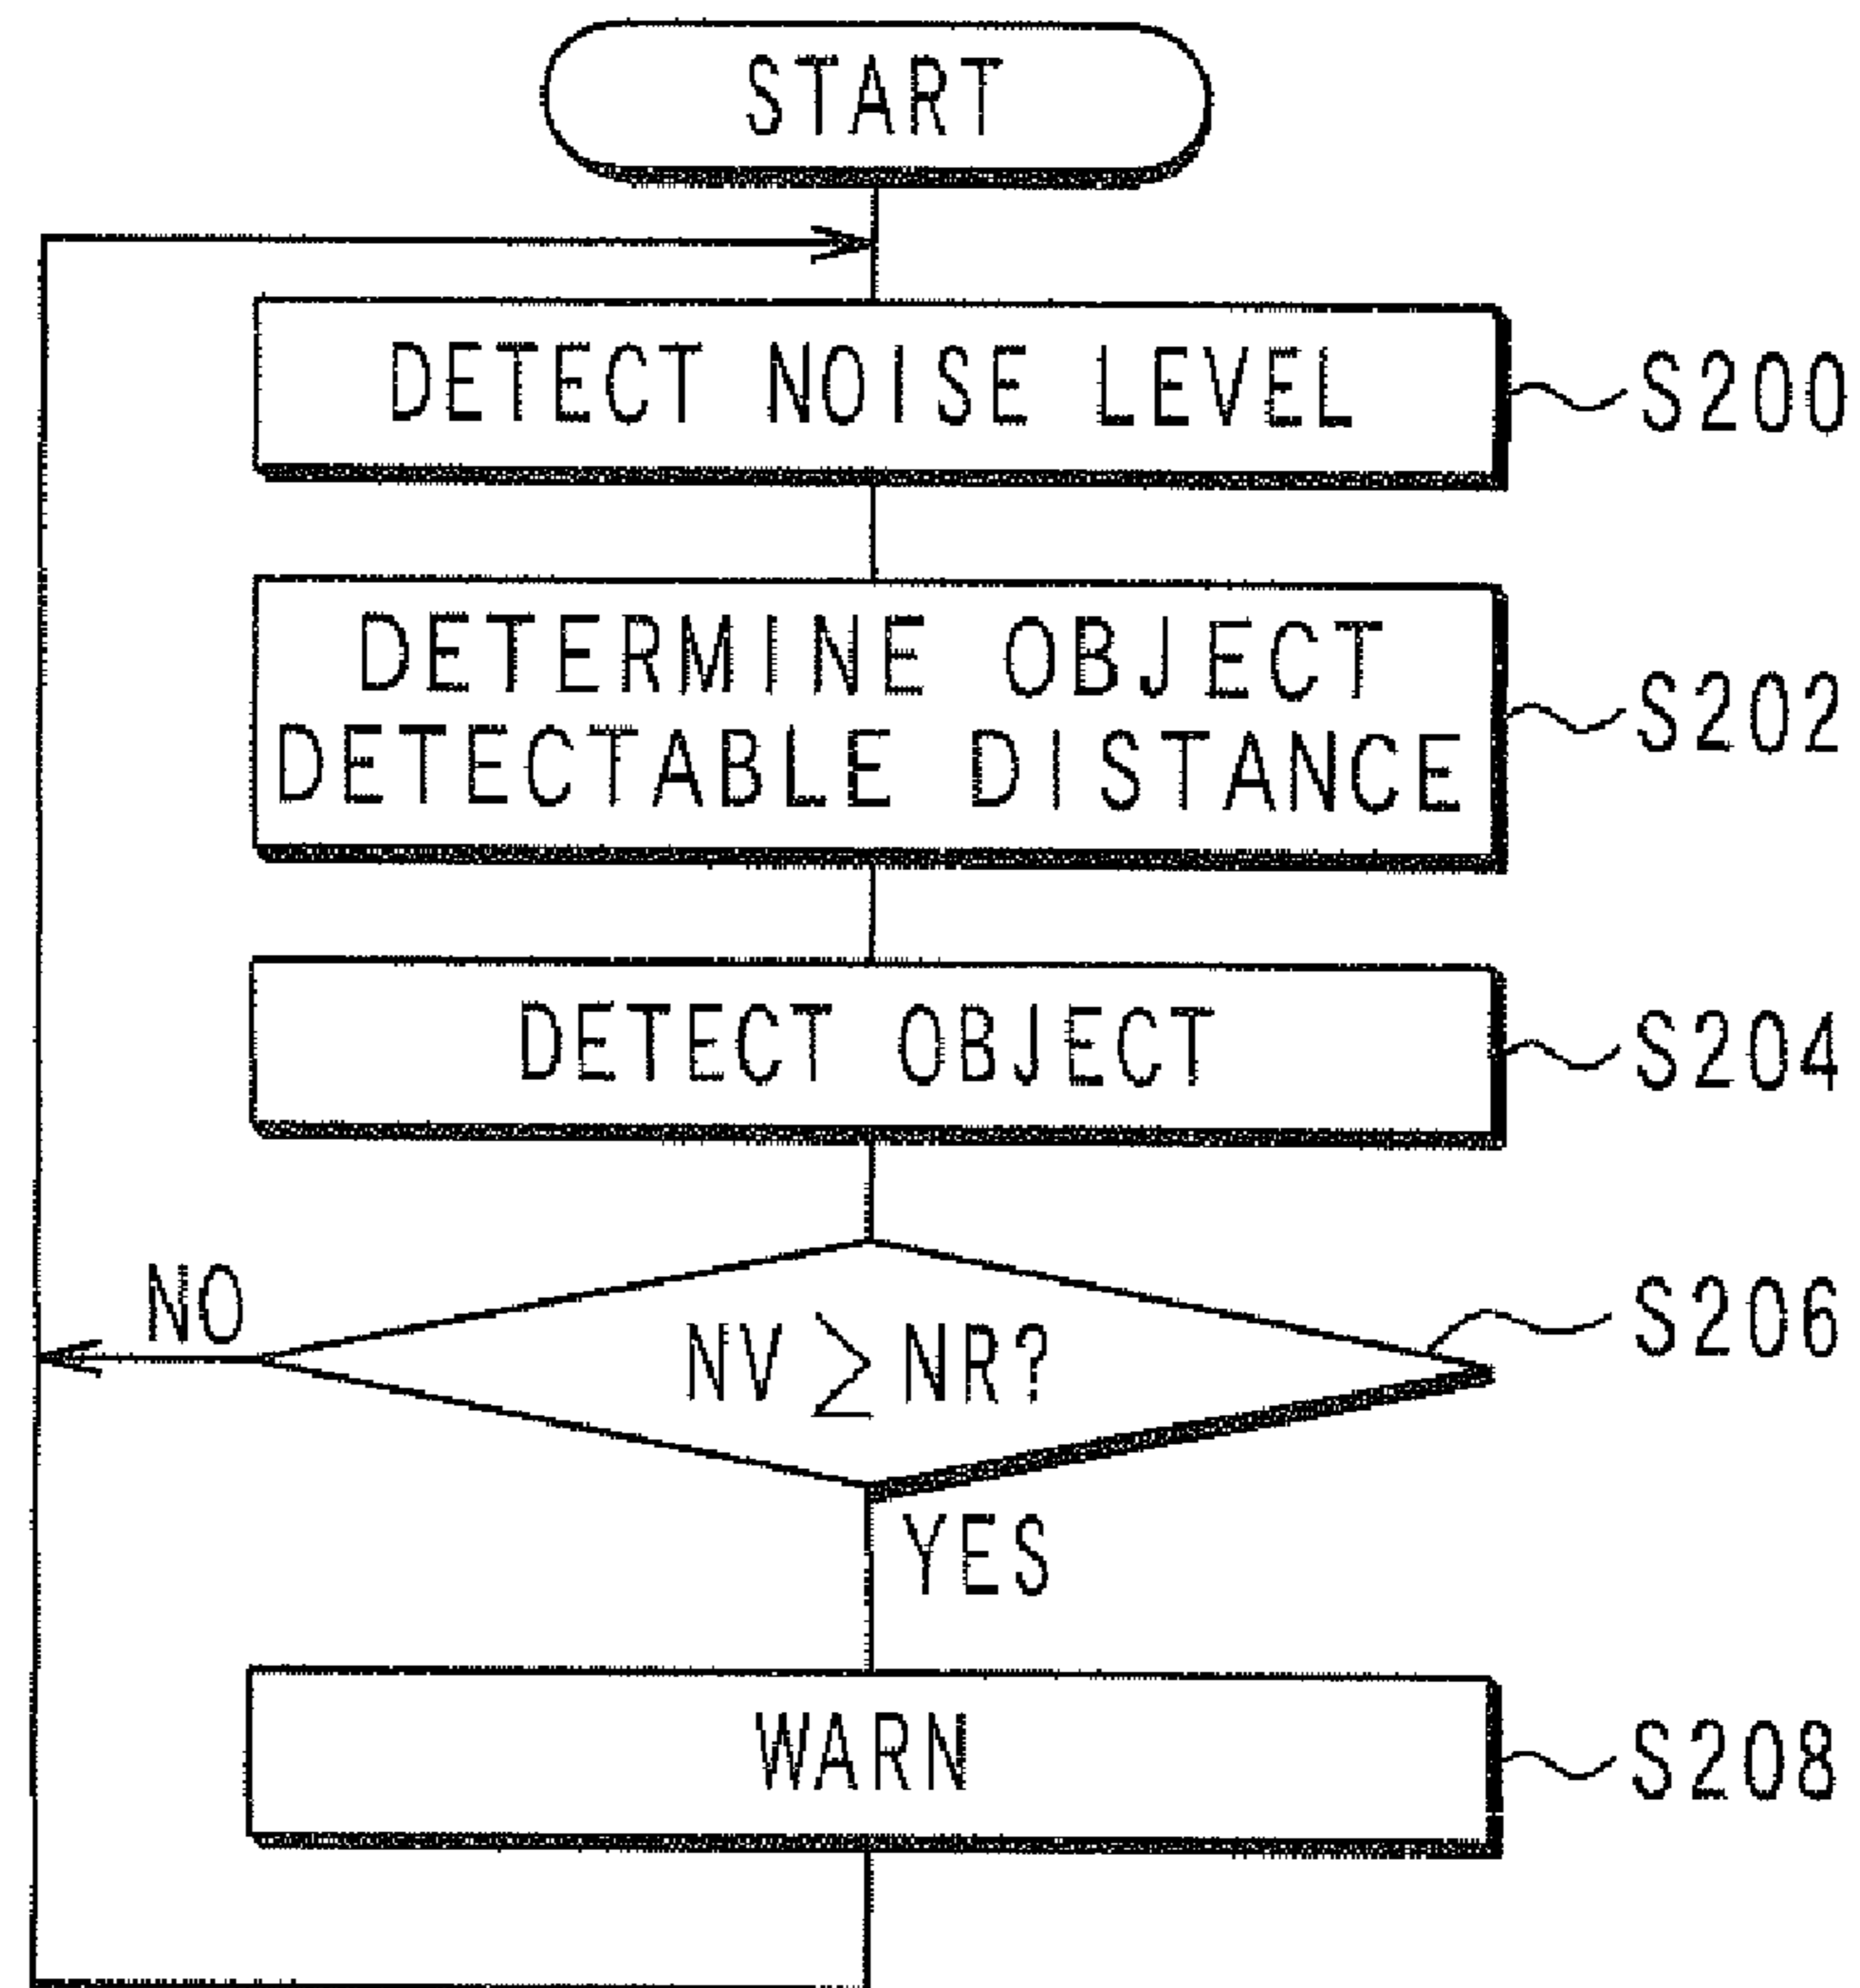 START
DETECT NOISE LEVEL
S200
DETERMINE OBJECT
DETECTABLE DISTANCE
S202
DETECT OBJECT
S204
NO
NV≥NR?
S206
YES
WARN
S208